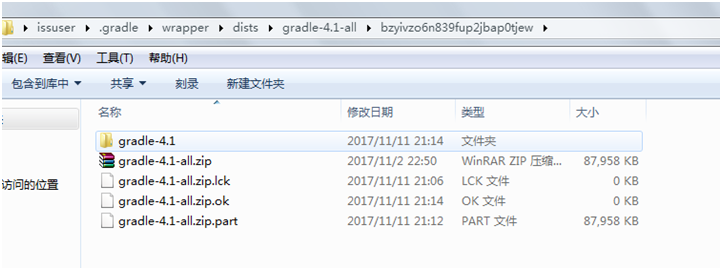 issuer ▸ .gradle ▸ wrapper ▸ dists ▸ gradle-4.1-all ▸ bzyivzo6n839fup2jbap0tjew ▸
辑(E) 查看(V) 工具(T) 帮助(H)
包含到库中 共享 刻录 新建文件夹
名称 修改日期 类型 大小
gradle-4.1 2017/11/11 21:14 文件夹
gradle-4.1-all.zip 2017/11/2 22:50 WinRAR ZIP 压缩... 87,958 KB
访问的位置
gradle-4.1-all.zip.lck 2017/11/11 21:06 LCK 文件 0 KB
gradle-4.1-all.zip.ok 2017/11/11 21:14 OK 文件 0 KB
gradle-4.1-all.zip.part 2017/11/11 21:12 PART 文件 87,958 KB